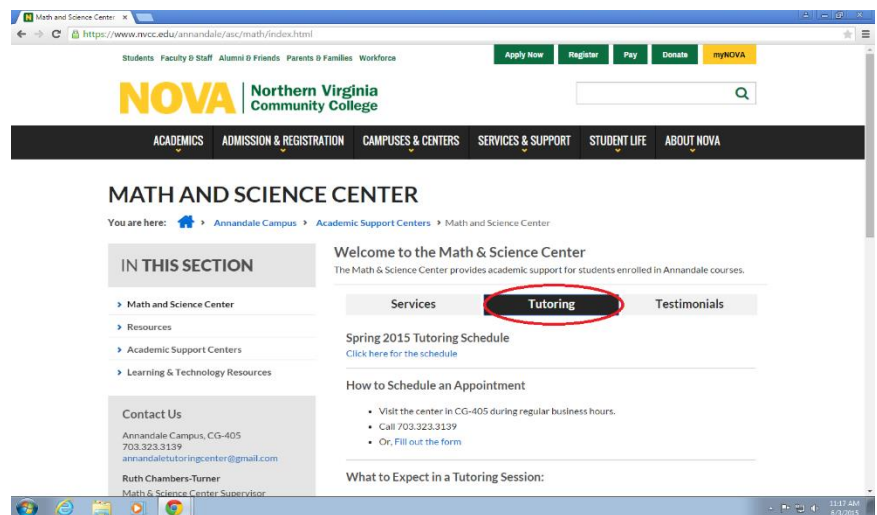 Math and Science Center
https://www.nvcc.edu/annandale/asc/math/index.html
Students Faculty & Staff Alumni & Friends Parents & Families Workforce
Apply Now Register Pay Donate myNOVA
NOVA Northern Virginia
Community College
ACADEMICS ADMISSION & REGISTRATION CAMPUSES & CENTERS SERVICES & SUPPORT STUDENT LIFE ABOUT NOVA
MATH AND SCIENCE CENTER
You are here: > Annandale Campus > Academic Support Centers > Math and Science Center
IN THIS SECTION
> Math and Science Center
> Resources
> Academic Support Centers
> Learning & Technology Resources
Contact Us
Annandale Campus, CG-405
703.323.3139
annandaletutoringcenter@gmail.com
Ruth Chambers-Turner
Math & Science Center Supervisor
Welcome to the Math & Science Center
The Math & Science Center provides academic support for students enrolled in Annandale courses.
Services Tutoring Testimonials
Spring 2015 Tutoring Schedule
Click here for the schedule
How to Schedule an Appointment
• Visit the center in CG-405 during regular business hours.
• Call 703.323.3139
• Or, Fill out the form
What to Expect in a Tutoring Session:
11:17 AM
6/3/2015